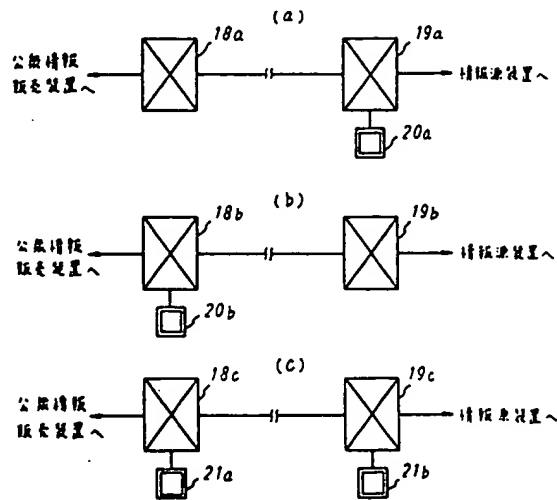 (a)
18a
19a
公衆情報
販売装置へ
情報源装置へ
20a
(b)
18b
19b
公衆情報
販売装置へ
情報源装置へ
20b
(c)
18c
19c
公衆情報
販売装置へ
情報源装置へ
21a
21b